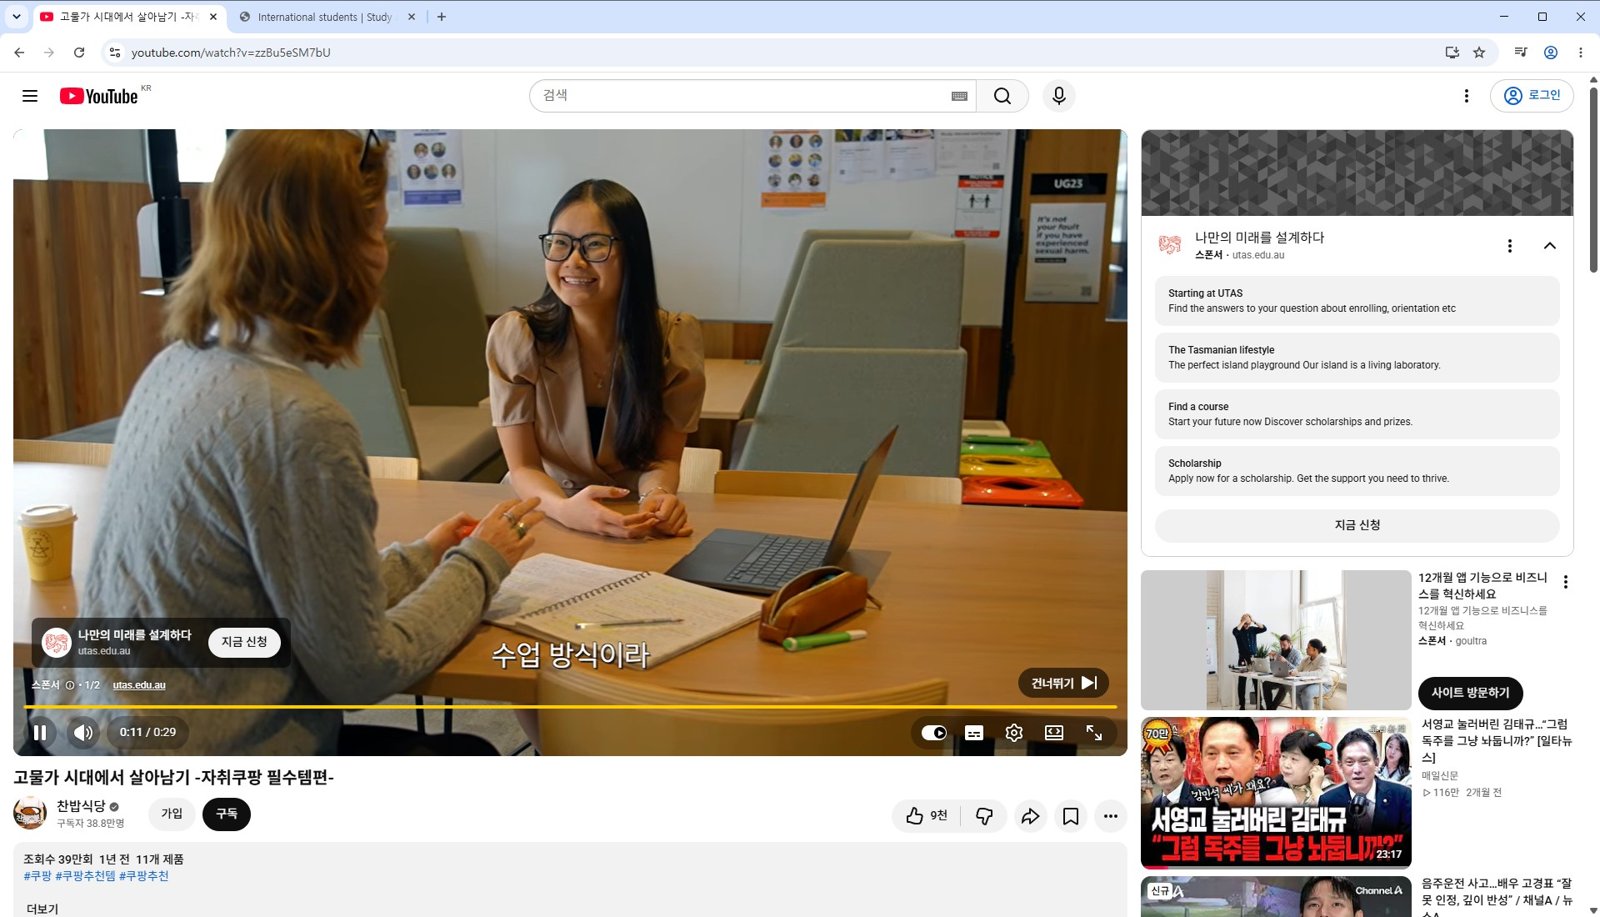 고물가 시대에서 살아남기 -자취
International students | Study
youtube.com/watch?v=zzBu5eSM7bU
YouTube KR
검색
로그인
UG23
It's not your fault if you have experienced sexual harm.
수업 방식이라
나만의 미래를 설계하다
utas.edu.au
지금 신청
스폰서 · 1/2 utas.edu.au
건너뛰기
0:11 / 0:29
고물가 시대에서 살아남기 -자취쿠팡 필수템편-
찬밥식당
구독자 38.8만명
가입
구독
9천
조회수 39만회 1년 전 11개 제품
#쿠팡 #쿠팡추천템 #쿠팡추천
더보기
나만의 미래를 설계하다
스폰서 · utas.edu.au
Starting at UTAS
Find the answers to your question about enrolling, orientation etc
The Tasmanian lifestyle
The perfect island playground Our island is a living laboratory.
Find a course
Start your future now Discover scholarships and prizes.
Scholarship
Apply now for a scholarship. Get the support you need to thrive.
지금 신청
12개월 앱 기능으로 비즈니
스를 혁신하세요
12개월 앱 기능으로 비즈니스를
혁신하세요
스폰서 · goultra
사이트 방문하기
70만
서영교 눌러버린 김태규
"그럼 독주를 그냥 놔둡니까?"
23:17
서영교 눌러버린 김태규…“그럼
독주를 그냥 놔둡니까?” [일타뉴
스]
매일신문
116만 2개월 전
신규
Channel A
음주운전 사고…배우 고경표 “잘
못 인정, 깊이 반성” / 채널A / 뉴
스A